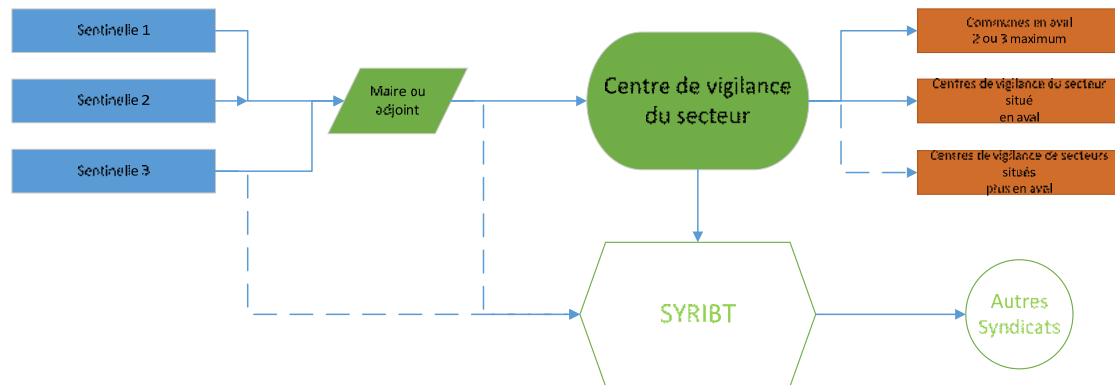 Sentinelle 1
Sentinelle 2
Sentinelle 3
Maire ou
adjoint
Centre de vigilance
du secteur
Communes en aval
2 ou 3 maximum
Centres de vigilance du secteur
situé
en aval
Centres de vigilance de secteurs
situés
plus en aval
SYRIBT
Autres
Syndicats